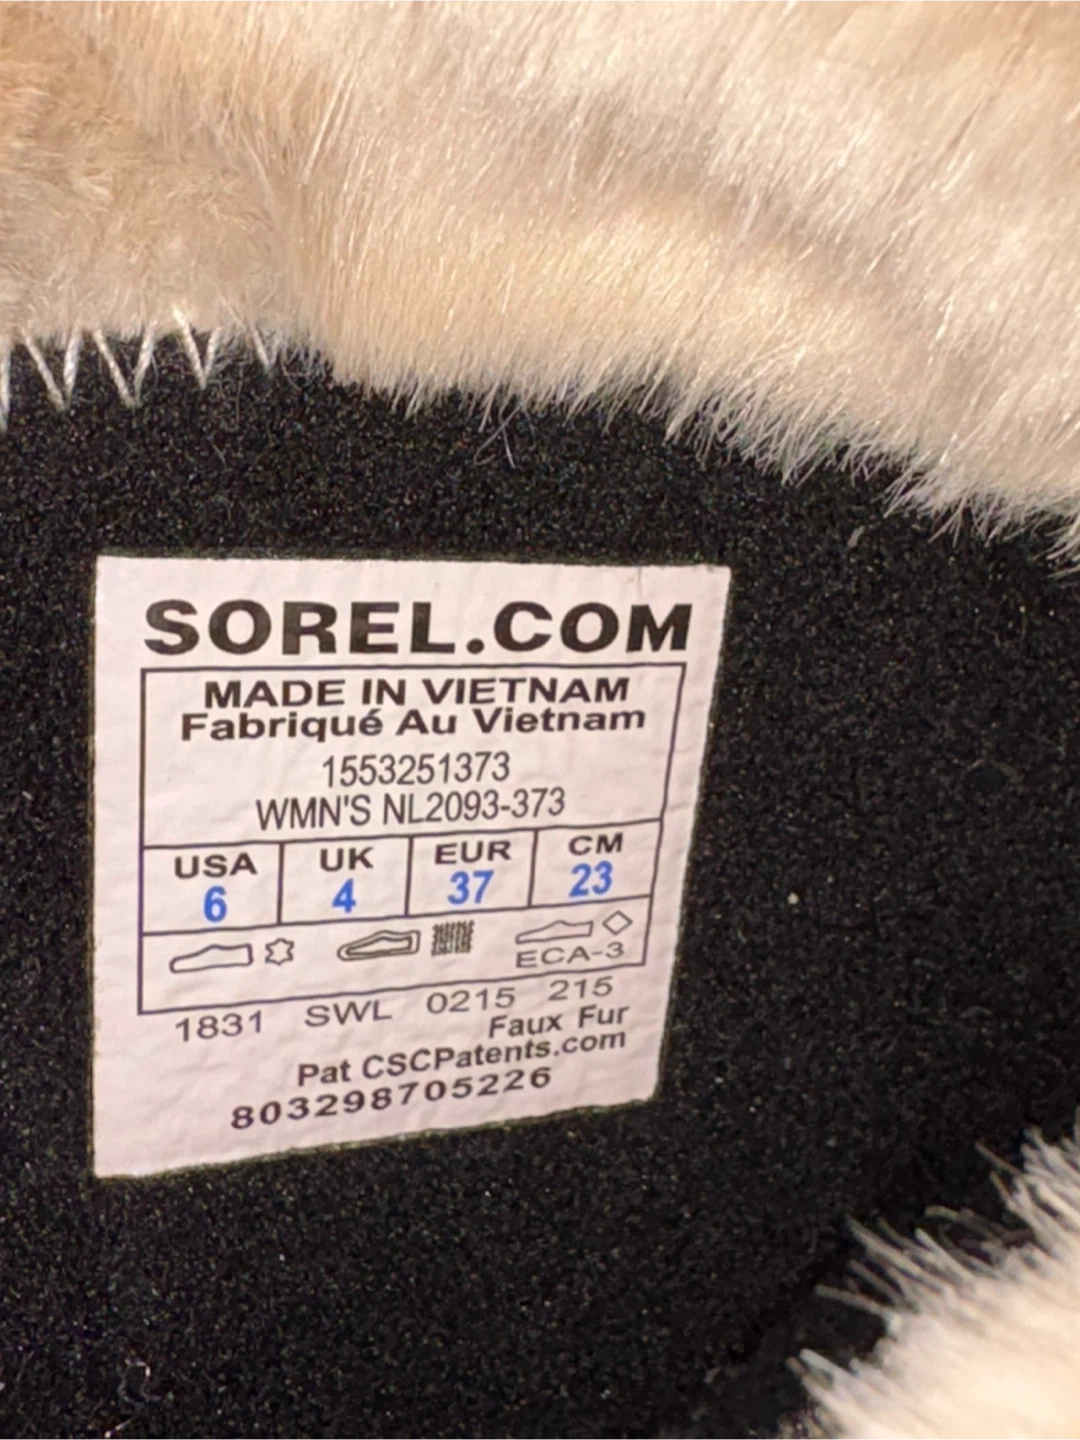 SOREL.COM
MADE IN VIETNAM
Fabriqué Au Vietnam
1553251373
WMN'S NL2093-373
USA UK EUR CM
6 4 37 23
ECA-3
1831 SWL 0215 215
Faux Fur
Pat CSCPatents.com
803298705226